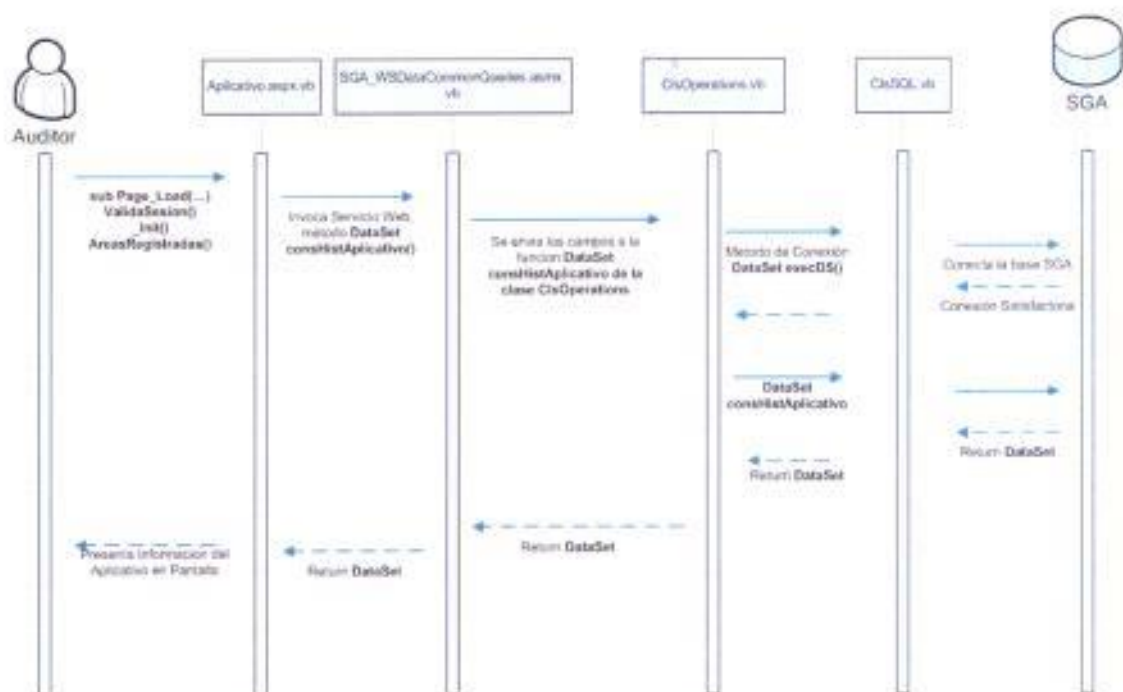 Auditor
Aplicativo.aspx.vb
SGA_WSDataCommonQueries.asmx.
vb
ClsOperations.vb
ClsSQL.vb
SGA
sub Page_Load(...)
ValidaSesion()
_Init()
AreasRegistradas()
Invoca Servicio Web
método DataSet
consHistAplicativo()
Se envia los campos a la
funcion DataSet
consHistAplicativo de la
clase ClsOperations
Metodo de Conexión
DataSet execDS()
Conecta la base SGA
Conexión Satisfactoria
DataSet
consHistAplicativo
Return DataSet
Return DataSet
Return DataSet
Return DataSet
Presenta Informacion del
Aplicativo en Pantalla